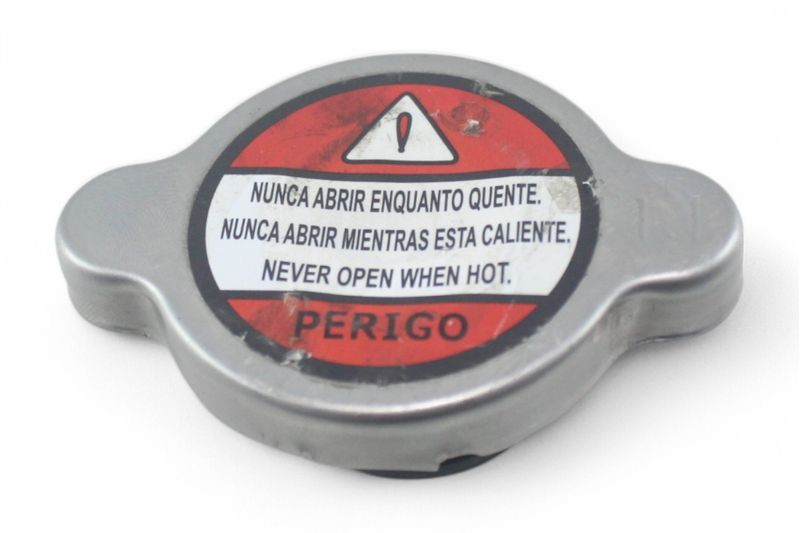 NUNCA ABRIR ENQUANTO QUENTE.
NUNCA ABRIR MIENTRAS ESTA CALIENTE.
NEVER OPEN WHEN HOT.
PERIGO